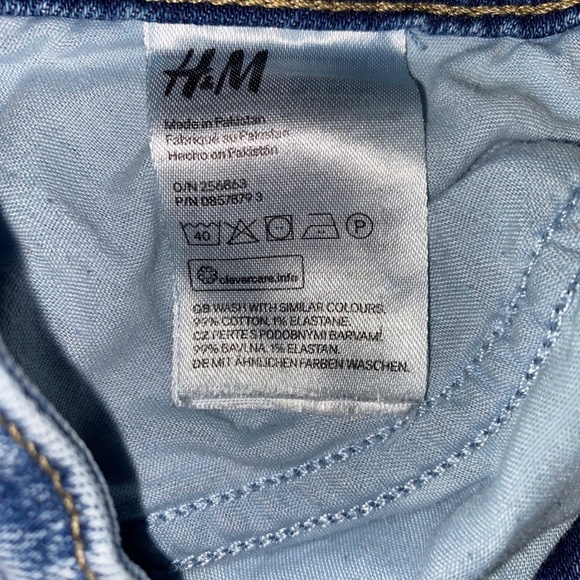 H&M
Made in Pakistan
Fabriqué au Pakistan
Hecho en Pakistán
O/N 256863
P/N 0857879 3
40 P
clevercare.info
GB WASH WITH SIMILAR COLOURS.
99% COTTON, 1% ELASTANE.
CZ PERTE S PODOBNÝMI BARVAMI.
99% BAVLNA, 1% ELASTAN.
DE MIT ÄHNLICHEN FARBEN WASCHEN.